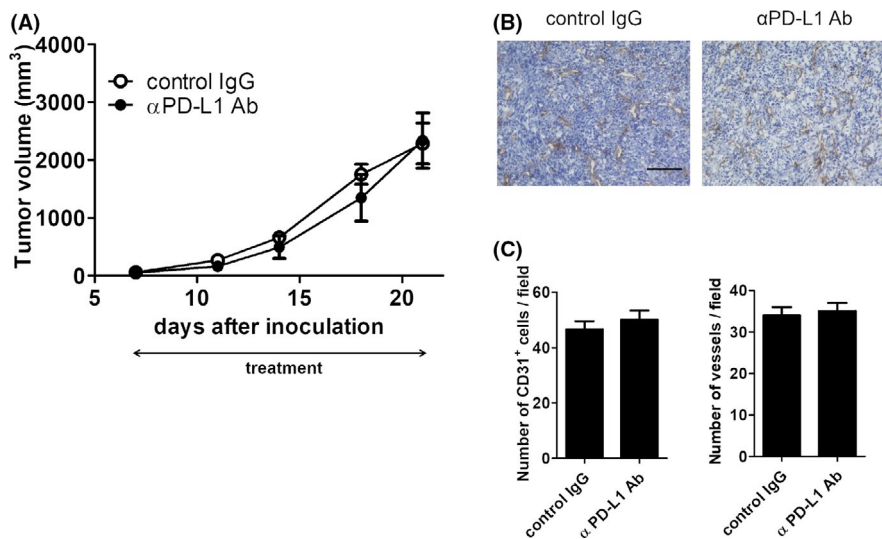 (A)
4000
3000
2000
1000
0
Tumor volume (mm³)
control IgG
αPD-L1 Ab
5
10
15
20
days after inoculation
treatment
(B)
control IgG
αPD-L1 Ab
(C)
60
40
20
0
Number of CD31⁺ cells / field
control IgG
α PD-L1 Ab
40
30
20
10
0
Number of vessels / field
control IgG
α PD-L1 Ab